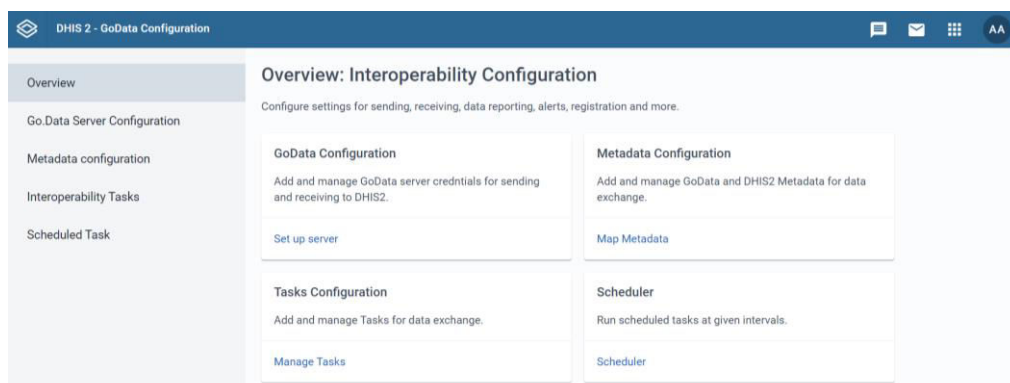 DHIS 2 - GoData Configuration
AA
Overview
Go.Data Server Configuration
Metadata configuration
Interoperability Tasks
Scheduled Task
Overview: Interoperability Configuration
Configure settings for sending, receiving, data reporting, alerts, registration and more.
GoData Configuration
Add and manage GoData server credntials for sending
and receiving to DHIS2.
Set up server
Metadata Configuration
Add and manage GoData and DHIS2 Metadata for data
exchange.
Map Metadata
Tasks Configuration
Add and manage Tasks for data exchange.
Manage Tasks
Scheduler
Run scheduled tasks at given intervals.
Scheduler